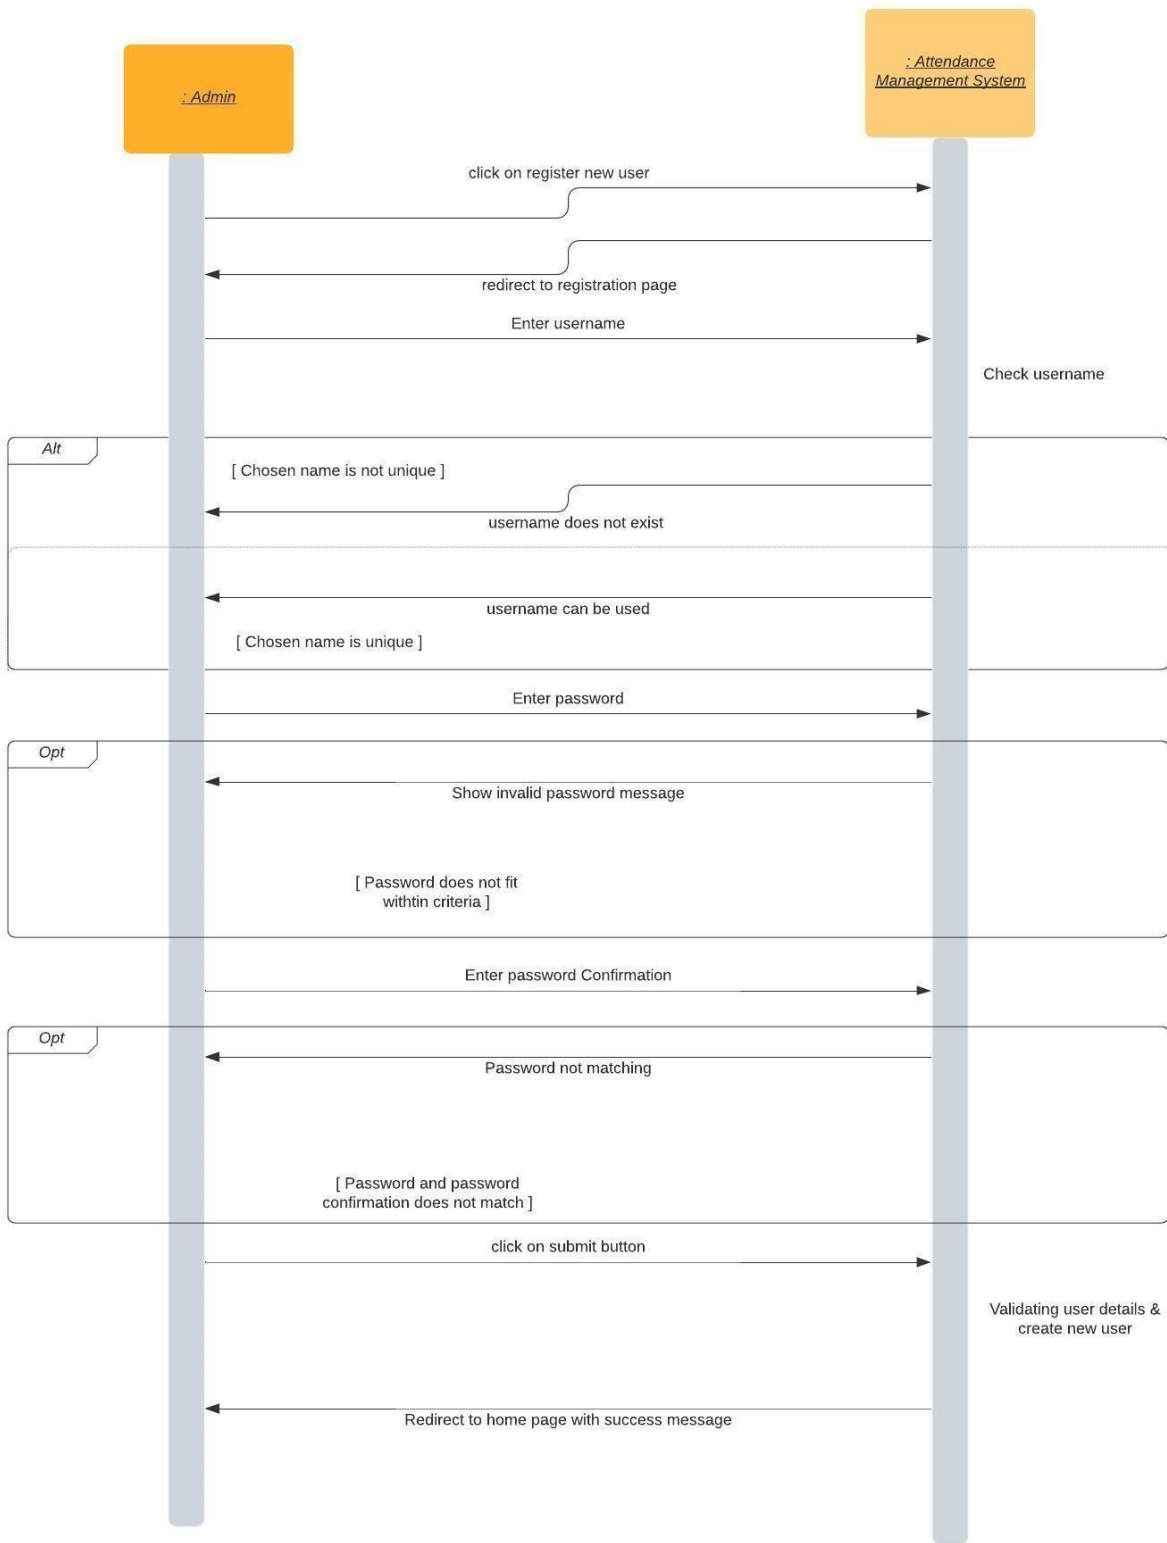 : Admin
: Attendance
Management System
click on register new user
redirect to registration page
Enter username
Check username
Alt
[ Chosen name is not unique ]
username does not exist
username can be used
[ Chosen name is unique ]
Enter password
Opt
Show invalid password message
[ Password does not fit
withtin criteria ]
Enter password Confirmation
Opt
Password not matching
[ Password and password
confirmation does not match ]
click on submit button
Validating user details &
create new user
Redirect to home page with success message